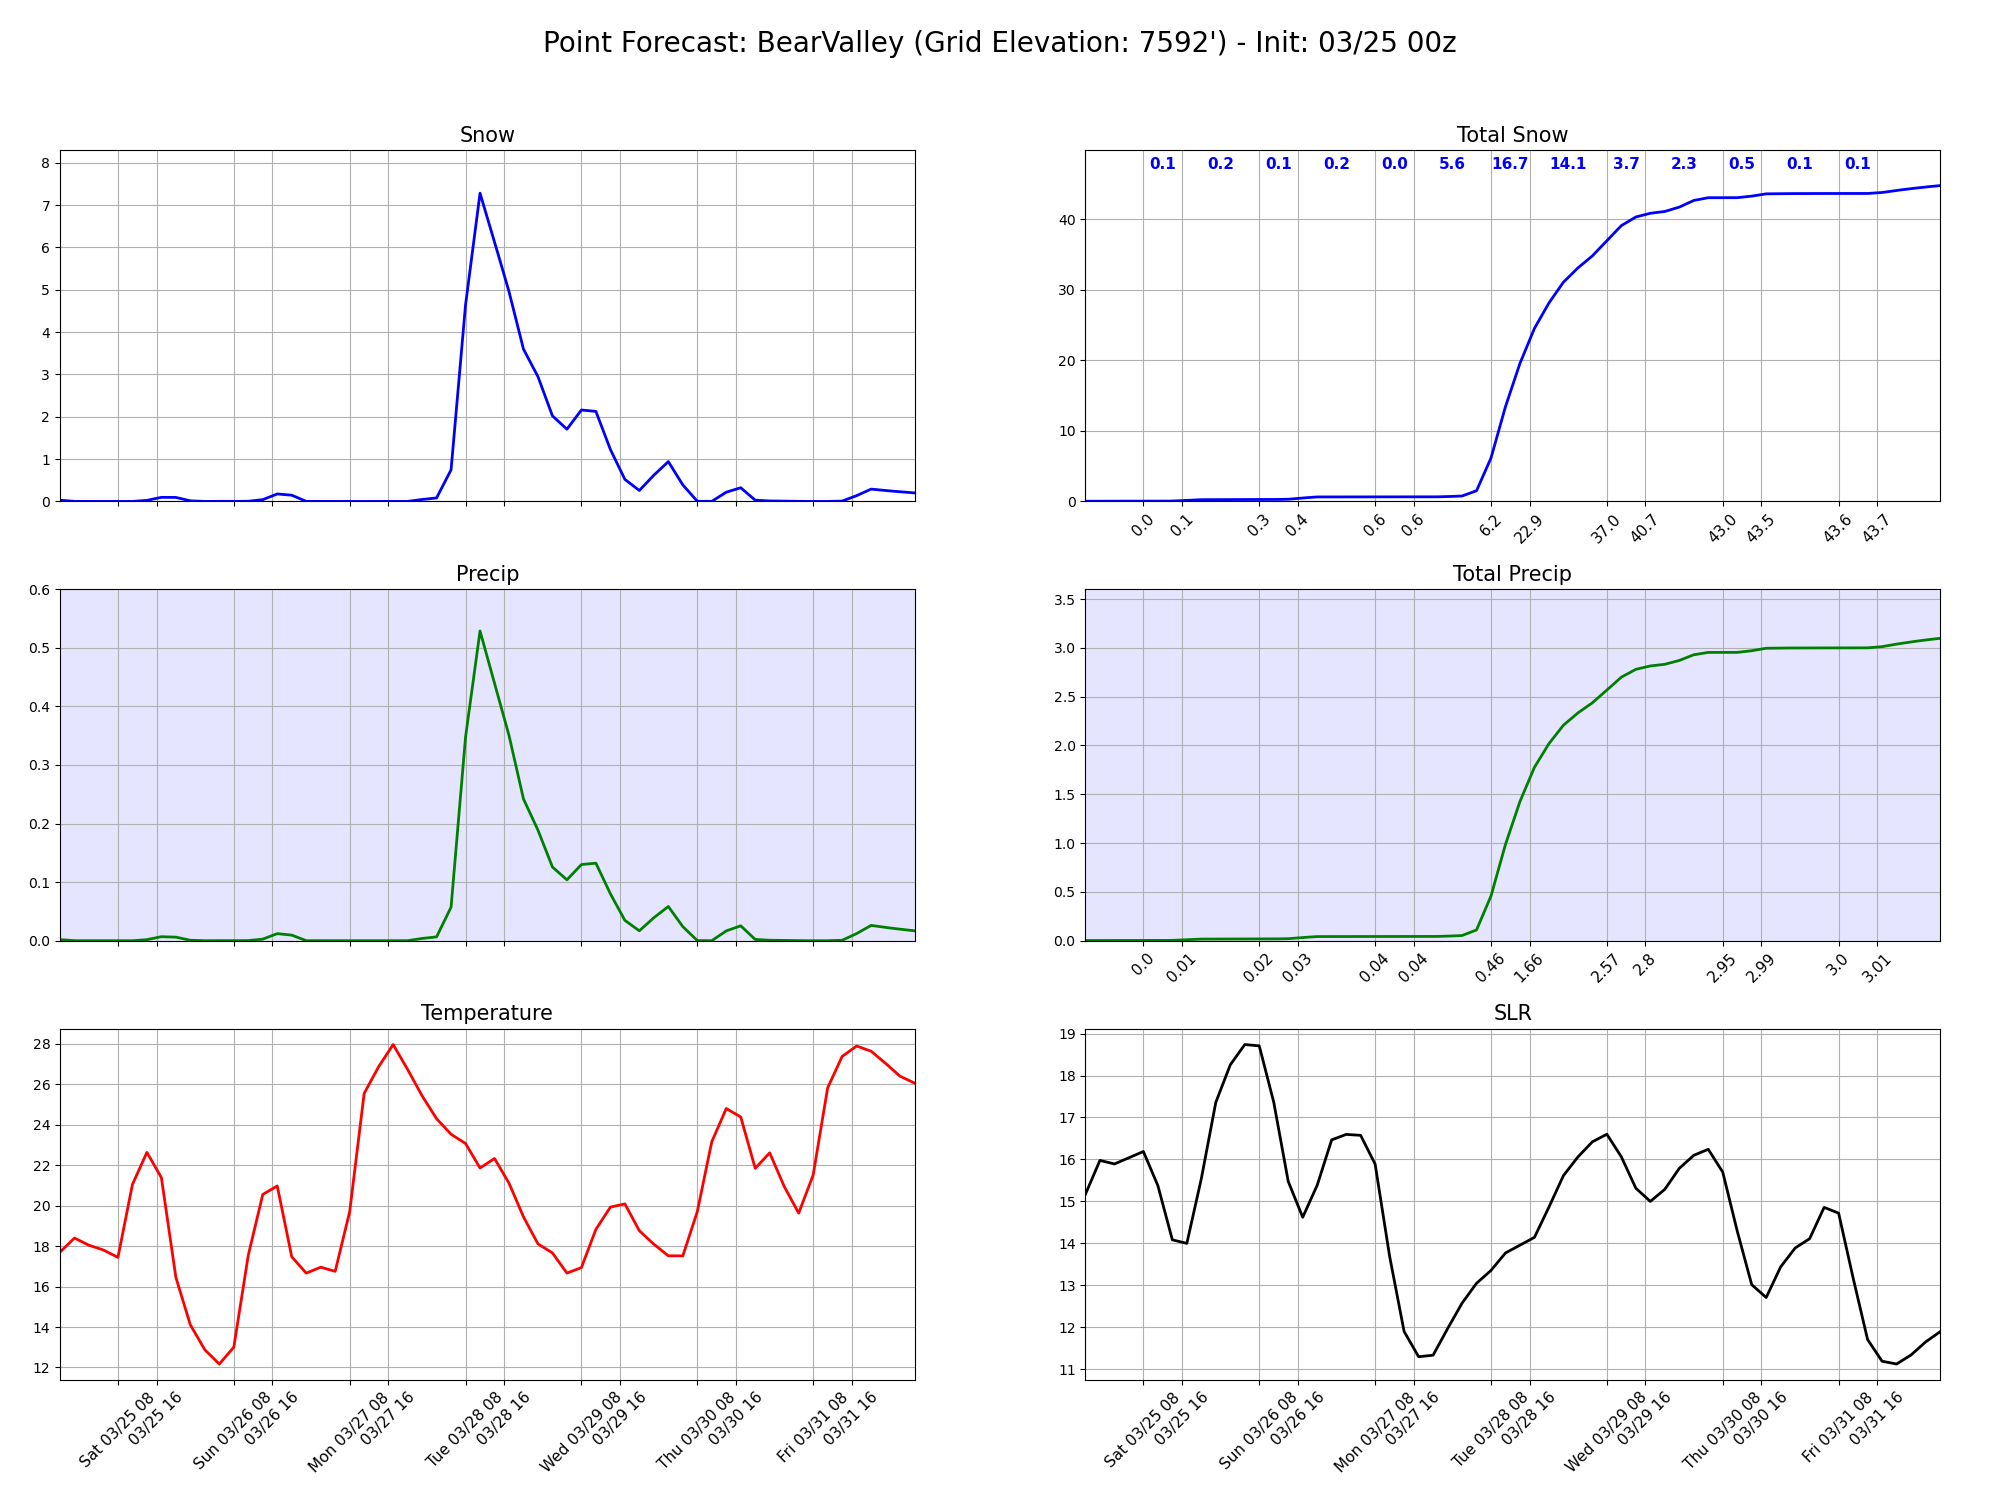 Point Forecast: BearValley (Grid Elevation: 7592') - Init: 03/25 00z
Snow
8
7
6
5
4
3
2
1
0
Total Snow
0.1 0.2 0.1 0.2 0.0 5.6 16.7 14.1 3.7 2.3 0.5 0.1 0.1
40
30
20
10
0
0.0 0.1 0.3 0.4 0.6 0.6 6.2 22.9 37.0 40.7 43.0 43.5 43.6 43.7
Precip
0.6
0.5
0.4
0.3
0.2
0.1
0.0
Total Precip
3.5
3.0
2.5
2.0
1.5
1.0
0.5
0.0
0.0 0.01 0.02 0.03 0.04 0.04 0.46 1.66 2.57 2.8 2.95 2.99 3.0 3.01
Temperature
28
26
24
22
20
18
16
14
12
Sat 03/25 08
03/25 16
Sun 03/26 08
03/26 16
Mon 03/27 08
03/27 16
Tue 03/28 08
03/28 16
Wed 03/29 08
03/29 16
Thu 03/30 08
03/30 16
Fri 03/31 08
03/31 16
SLR
19
18
17
16
15
14
13
12
11
Sat 03/25 08
03/25 16
Sun 03/26 08
03/26 16
Mon 03/27 08
03/27 16
Tue 03/28 08
03/28 16
Wed 03/29 08
03/29 16
Thu 03/30 08
03/30 16
Fri 03/31 08
03/31 16